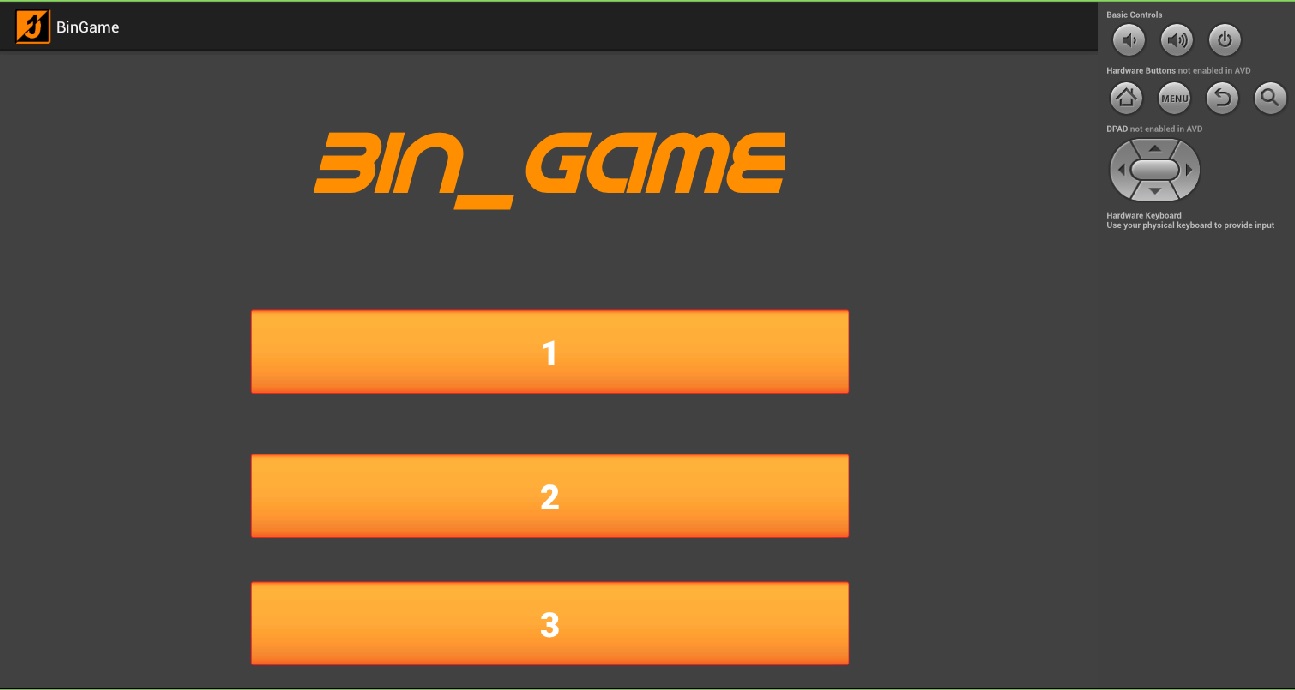 BinGame
BIN_GAME
1
2
3
Basic Controls
Hardware Buttons not enabled in AVD
MENU
DPAD not enabled in AVD
Hardware Keyboard
Use your physical keyboard to provide input